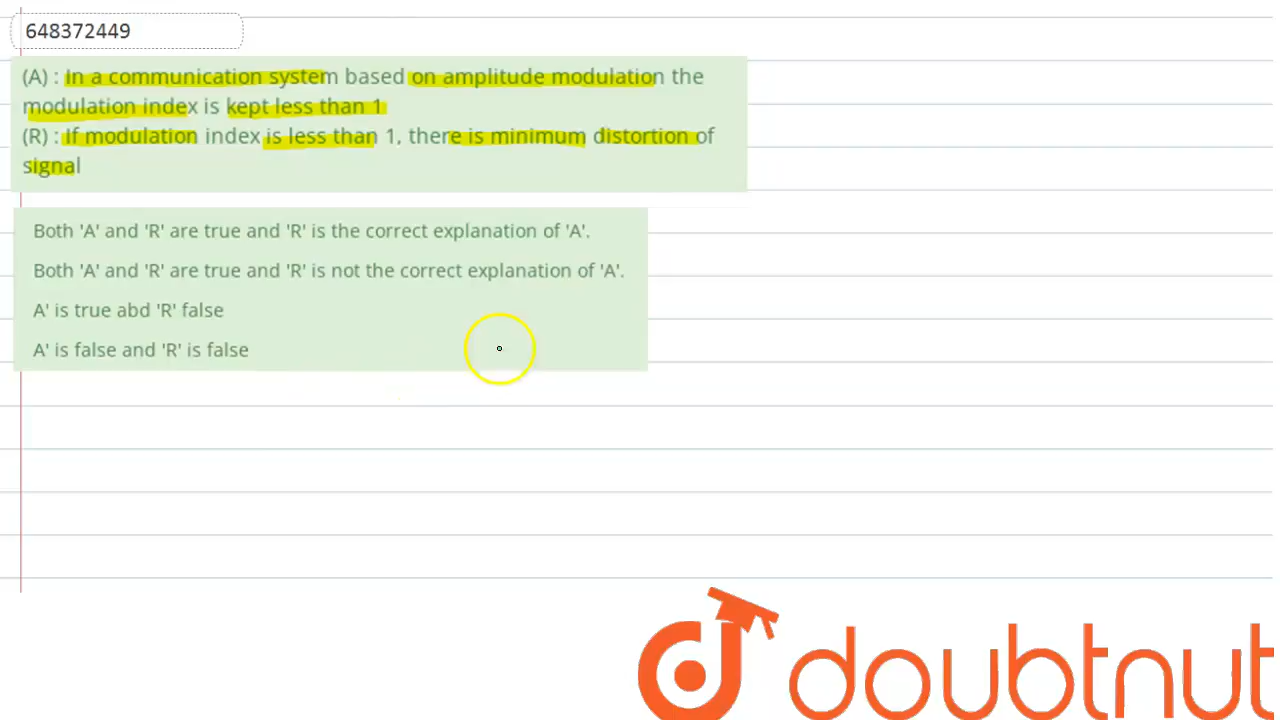 648372449
(A) : In a communication system based on amplitude modulation the
modulation index is kept less than 1
(R) : If modulation index is less than 1, there is minimum distortion of
signal
Both 'A' and 'R' are true and 'R' is the correct explanation of 'A'.
Both 'A' and 'R' are true and 'R' is not the correct explanation of 'A'.
A' is true abd 'R' false
A' is false and 'R' is false
doubtnut